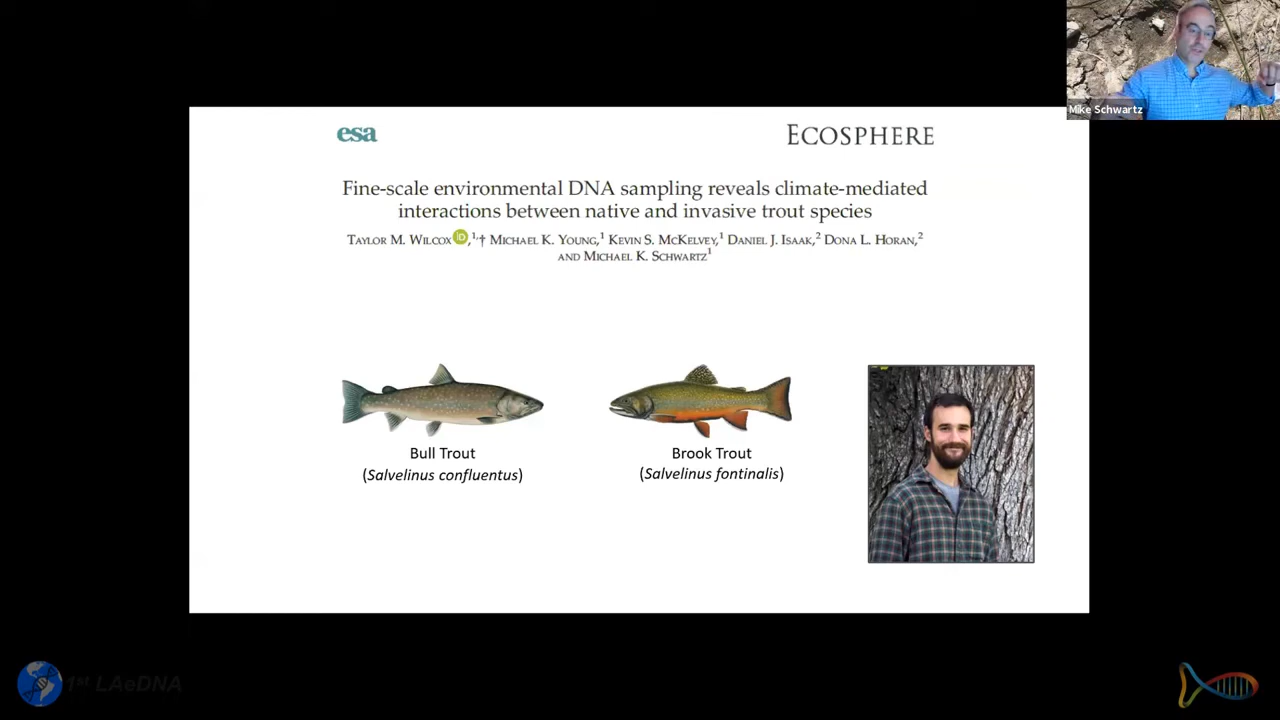 Mike Schwartz
esa
ECOSPHERE
Fine-scale environmental DNA sampling reveals climate-mediated
interactions between native and invasive trout species
TAYLOR M. WILCOX iD ,1,† MICHAEL K. YOUNG,1 KEVIN S. MCKELVEY,1 DANIEL J. ISAAK,2 DONA L. HORAN,2
AND MICHAEL K. SCHWARTZ1
Bull Trout
(Salvelinus confluentus)
Brook Trout
(Salvelinus fontinalis)
1st LAeDNA